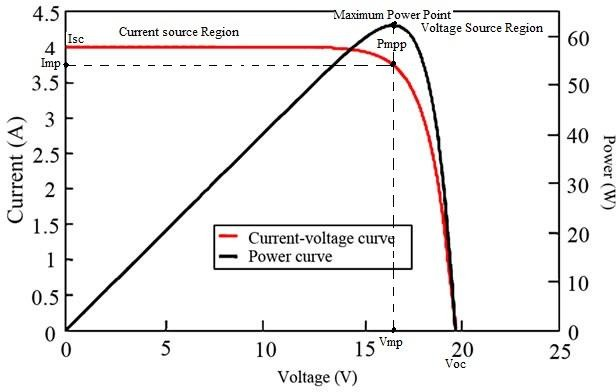 Maximum Power Point
4.5
Isc
Current source Region
Voltage Source Region
60
4
Pmpp
Imp
3.5
50
3
40
2.5
30
2
1.5
20
1
10
0.5
0
0
Current (A)
Power (W)
Current-voltage curve
Power curve
0
5
10
15
20
25
Vmp
Voc
Voltage (V)